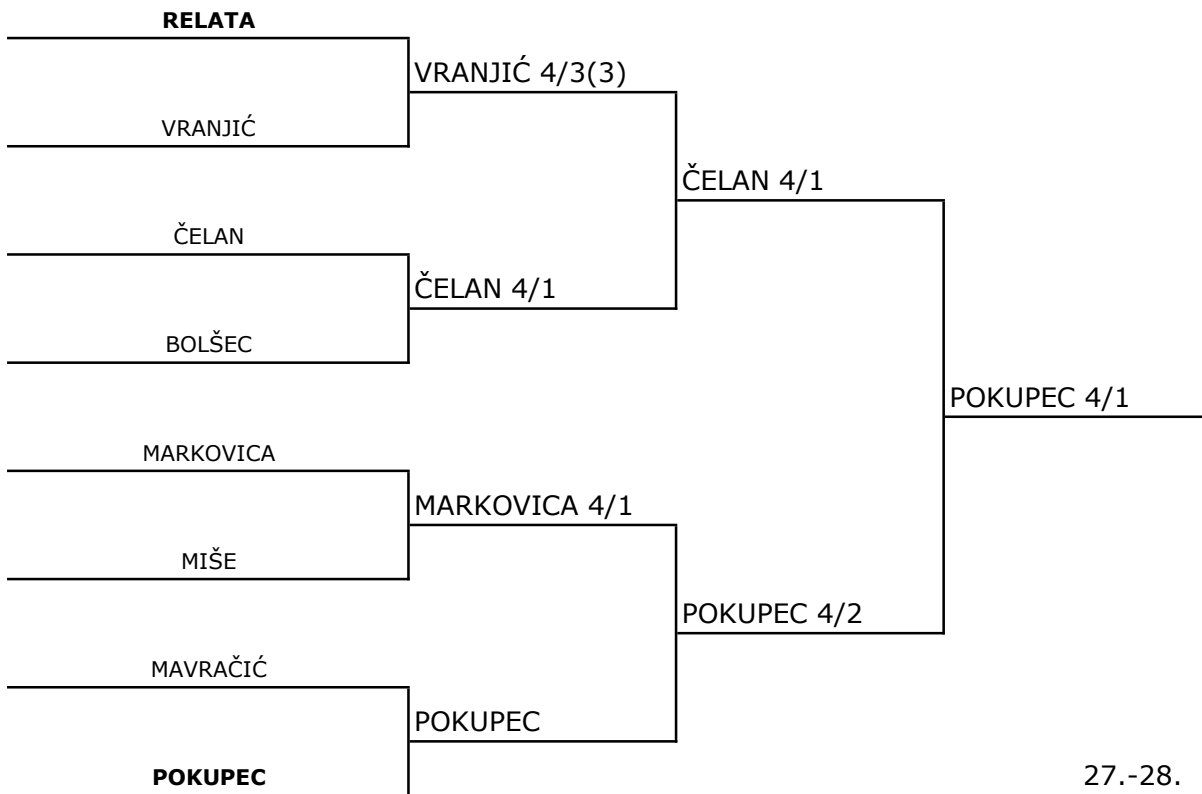 RELATA
VRANJIĆ 4/3(3)
VRANJIĆ
ČELAN 4/1
ČELAN
ČELAN 4/1
BOLŠEC
POKUPEC 4/1
MARKOVICA
MARKOVICA 4/1
MIŠE
POKUPEC 4/2
MAVRAČIĆ
POKUPEC
POKUPEC
27.-28.